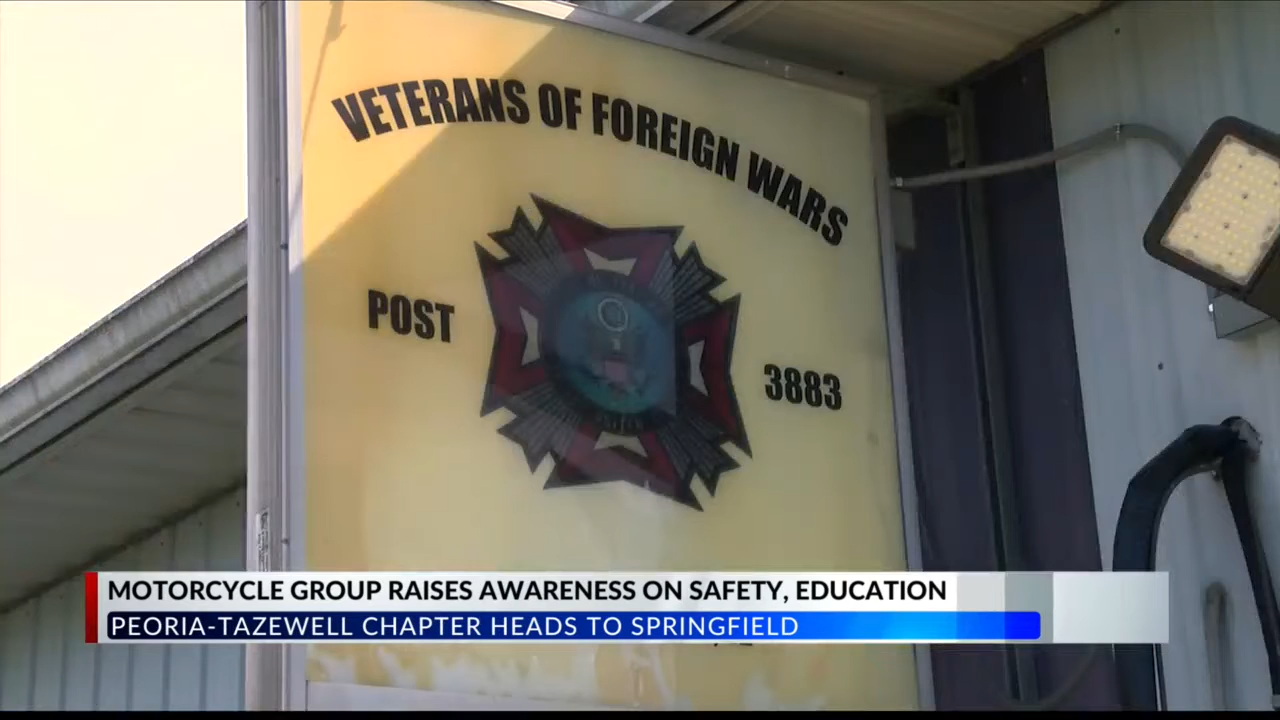 VETERANS OF FOREIGN WARS
POST
3883
MOTORCYCLE GROUP RAISES AWARENESS ON SAFETY, EDUCATION
PEORIA-TAZEWELL CHAPTER HEADS TO SPRINGFIELD